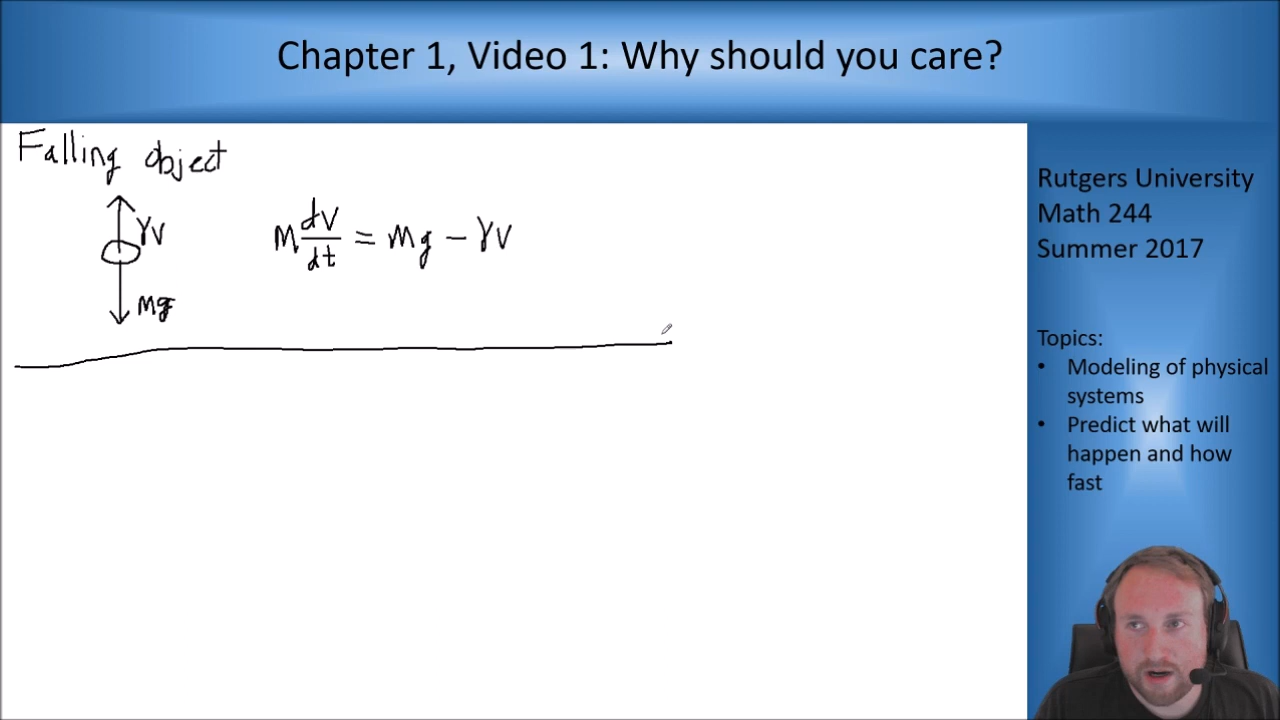 Chapter 1, Video 1: Why should you care?
Falling object
γv
mg
m dv/dt = mg - γv
Rutgers University
Math 244
Summer 2017
Topics:
• Modeling of physical
systems
• Predict what will
happen and how
fast